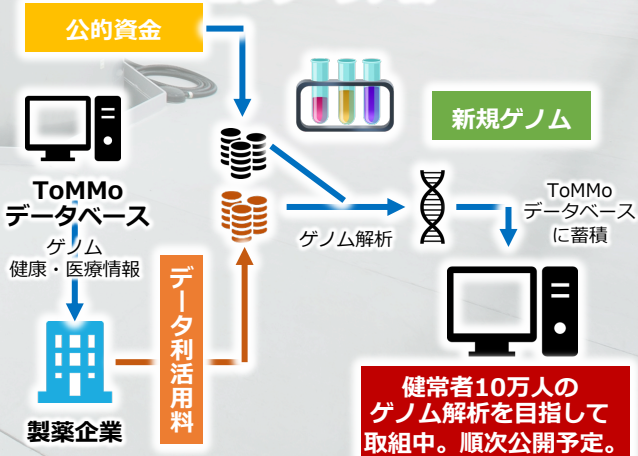 公的資金
新規ゲノム
ToMMo
データベース
ゲノム
健康・医療情報
データ利活用料
製薬企業
ゲノム解析
ToMMo
データベース
に蓄積
健常者10万人の
ゲノム解析を目指して
取組中。順次公開予定。